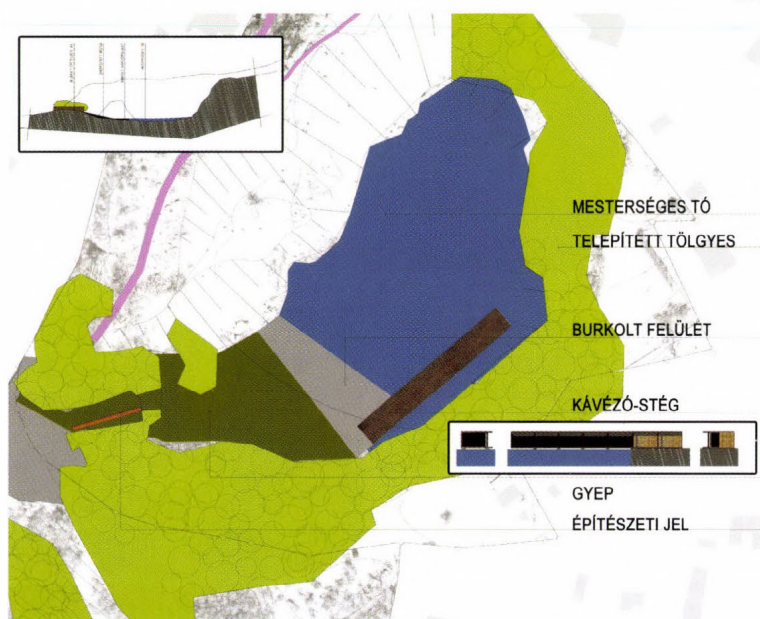 MESTERSÉGES TÓ
TELEPÍTETT TÖLGYES
BURKOLT FELÜLET
KÁVÉZÓ-STÉG
GYEP
ÉPÍTÉSZETI JEL